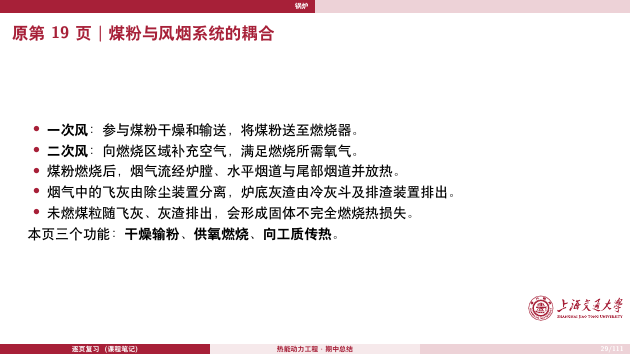 锅炉
原第 19 页 | 煤粉与风烟系统的耦合
• 一次风：参与煤粉干燥和输送，将煤粉送至燃烧器。
• 二次风：向燃烧区域补充空气，满足燃烧所需氧气。
• 煤粉燃烧后，烟气流经炉膛、水平烟道与尾部烟道并放热。
• 烟气中的飞灰由除尘装置分离，炉底灰渣由冷灰斗及排渣装置排出。
• 未燃煤粒随飞灰、灰渣排出，会形成固体不完全燃烧热损失。
本页三个功能：干燥输粉、供氧燃烧、向工质传热。
上海交通大学
SHANGHAI JIAO TONG UNIVERSITY
逐页复习（课程笔记）
热能动力工程 · 期中总结
28/111